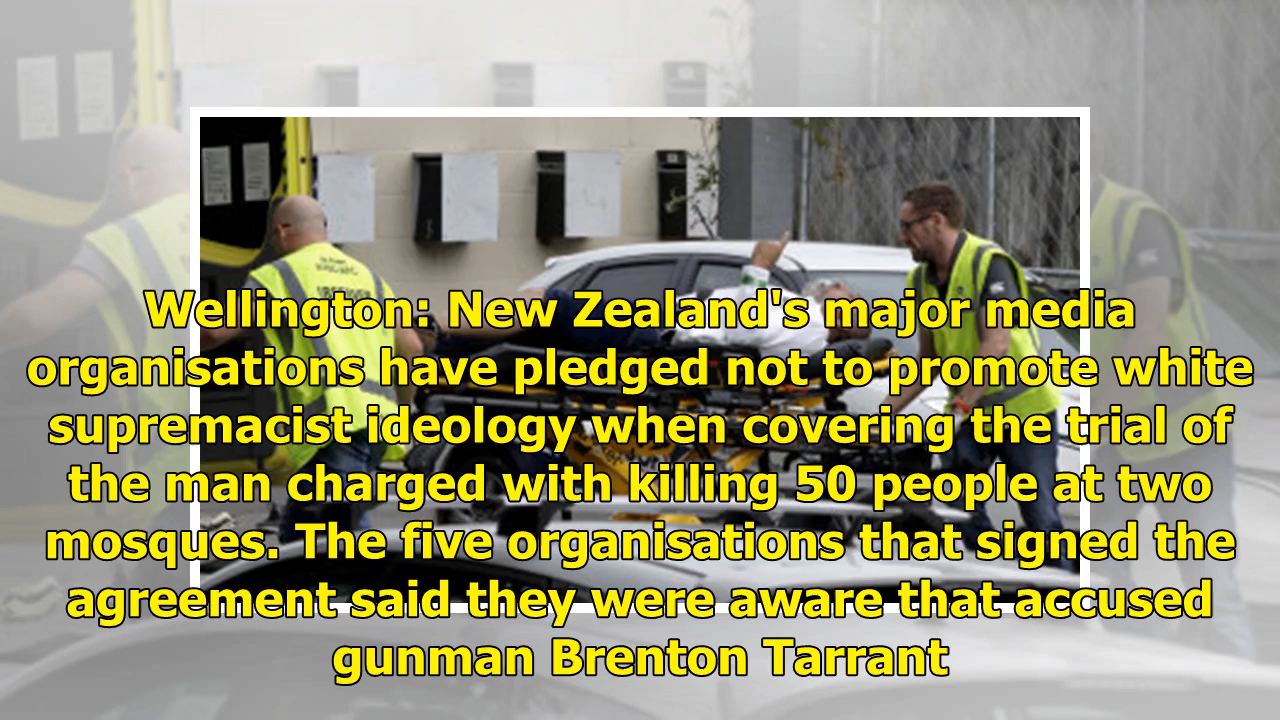 Wellington: New Zealand's major media
organisations have pledged not to promote white
supremacist ideology when covering the trial of
the man charged with killing 50 people at two
mosques. The five organisations that signed the
agreement said they were aware that accused
gunman Brenton Tarrant